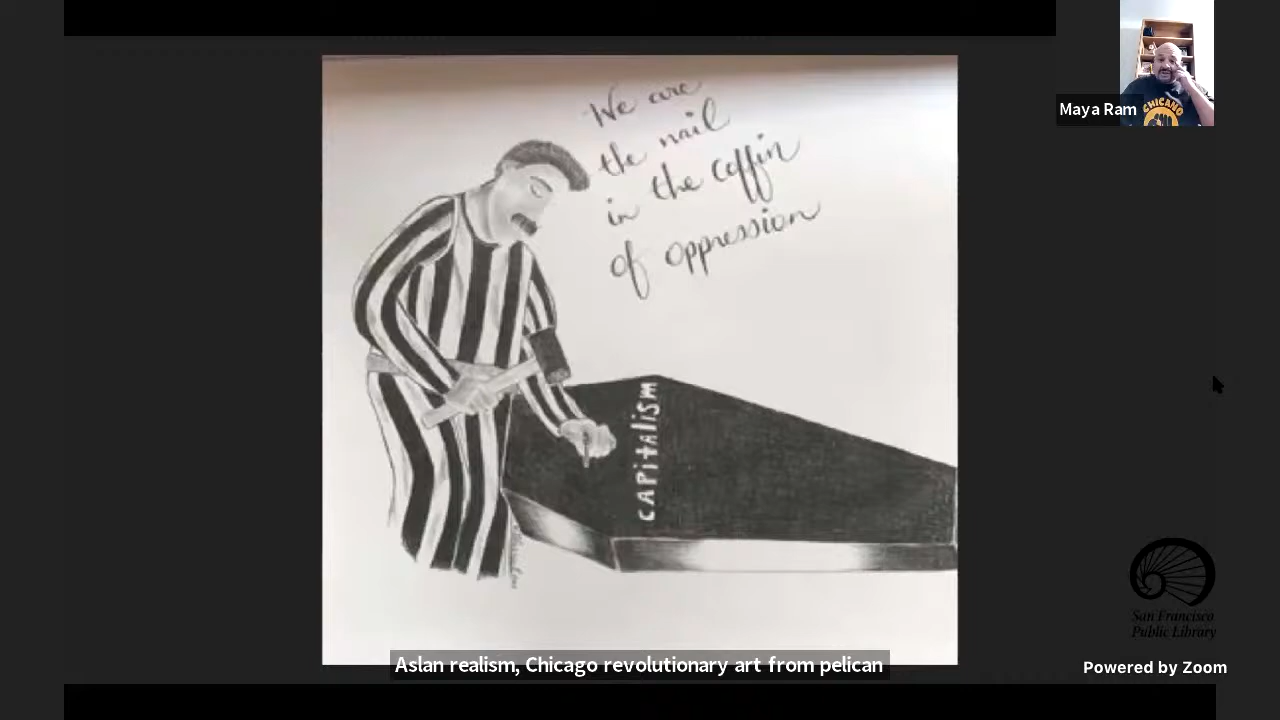 We are
the nail
in the coffin
of oppression
CAPitAlism
Maya Ram
CHICANO
San Francisco
Public Library
Aslan realism, Chicago revolutionary art from pelican
Powered by Zoom